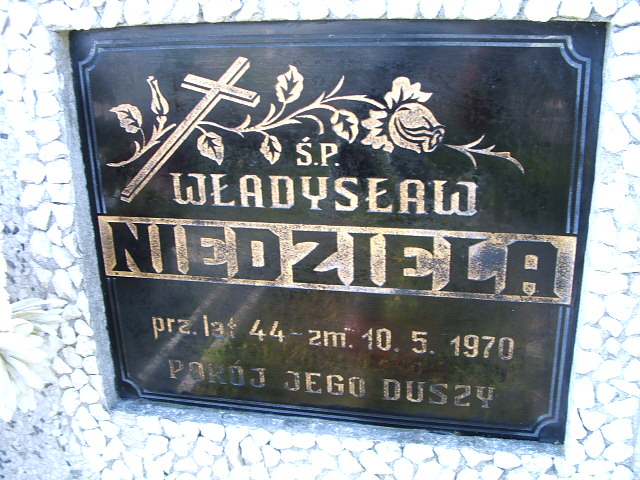 Ś.P.
WŁADYSŁAW
NIEDZIELA
prz. lat 44 - zm. 10. 5. 1970
POKÓJ JEGO DUSZY